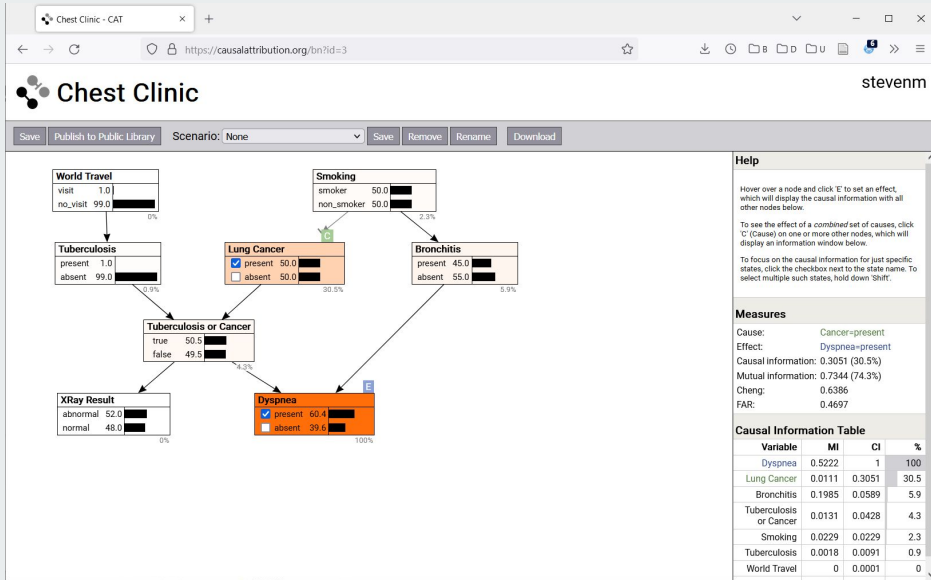 Chest Clinic - CAT
https://causalattribution.org/bn?id=3
B D U 6
Chest Clinic
stevenm
Save Publish to Public Library Scenario: None Save Remove Rename Download
World Travel
visit 1.0
no_visit 99.0
0%
Smoking
smoker 50.0
non_smoker 50.0
2.3%
Tuberculosis
present 1.0
absent 99.0
0.9%
C
Lung Cancer
present 50.0
absent 50.0
30.5%
Bronchitis
present 45.0
absent 55.0
5.9%
Tuberculosis or Cancer
true 50.5
false 49.5
4.3%
XRay Result
abnormal 52.0
normal 48.0
0%
E
Dyspnea
present 60.4
absent 39.6
100%
Help
Hover over a node and click 'E' to set an effect,
which will display the causal information with all
other nodes below.
To see the effect of a combined set of causes, click
'C' (Cause) on one or more other nodes, which will
display an information window below.
To focus on the causal information for just specific
states, click the checkbox next to the state name. To
select multiple such states, hold down 'Shift'.
Measures
Cause: Cancer=present
Effect: Dyspnea=present
Causal information: 0.3051 (30.5%)
Mutual information: 0.7344 (74.3%)
Cheng: 0.6386
FAR: 0.4697
Causal Information Table
Variable MI CI %
Dyspnea 0.5222 1 100
Lung Cancer 0.0111 0.3051 30.5
Bronchitis 0.1985 0.0589 5.9
Tuberculosis
or Cancer 0.0131 0.0428 4.3
Smoking 0.0229 0.0229 2.3
Tuberculosis 0.0018 0.0091 0.9
World Travel 0 0.0001 0